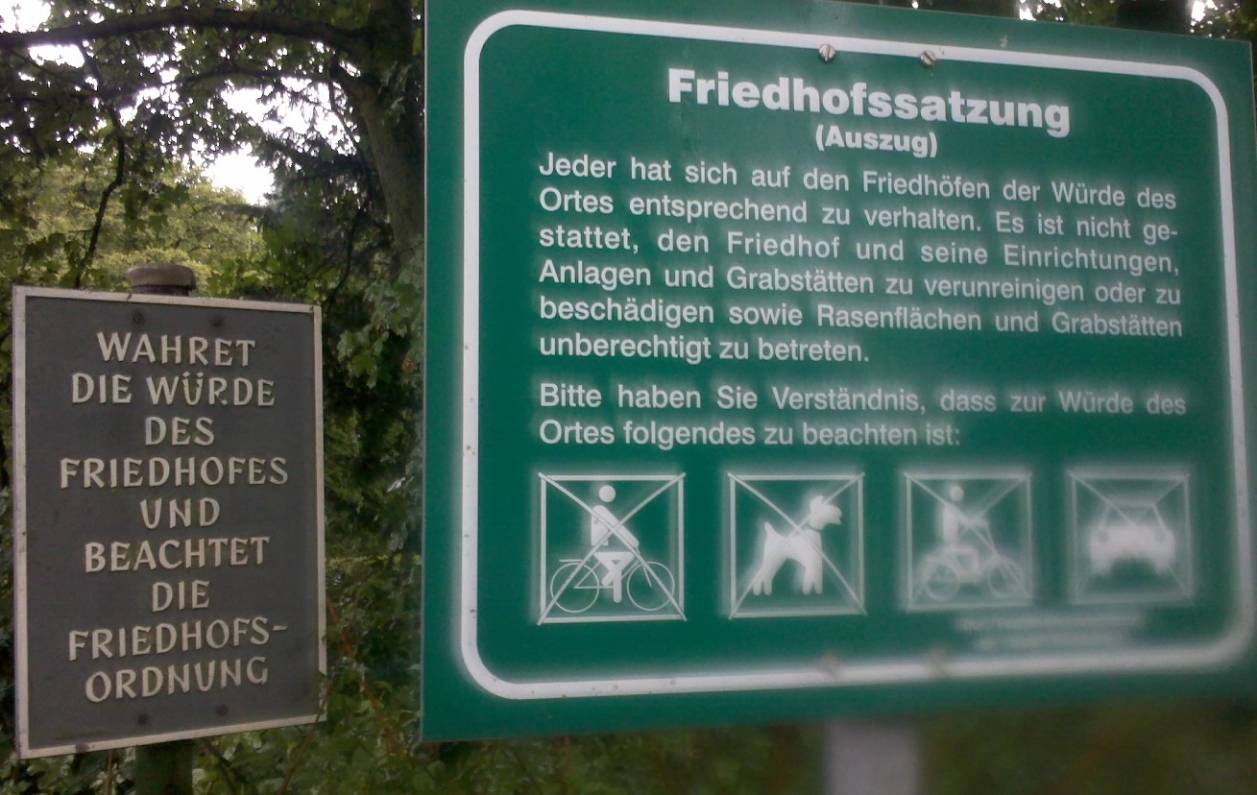 WAHRET
DIE WÜRDE
DES
FRIEDHOFES
UND
BEACHTET
DIE
FRIEDHOFS-
ORDNUNG
Friedhofssatzung
(Auszug)
Jeder hat sich auf den Friedhöfen der Würde des
Ortes entsprechend zu verhalten. Es ist nicht ge-
stattet, den Friedhof und seine Einrichtungen,
Anlagen und Grabstätten zu verunreinigen oder zu
beschädigen sowie Rasenflächen und Grabstätten
unberechtigt zu betreten.
Bitte haben Sie Verständnis, dass zur Würde des
Ortes folgendes zu beachten ist: